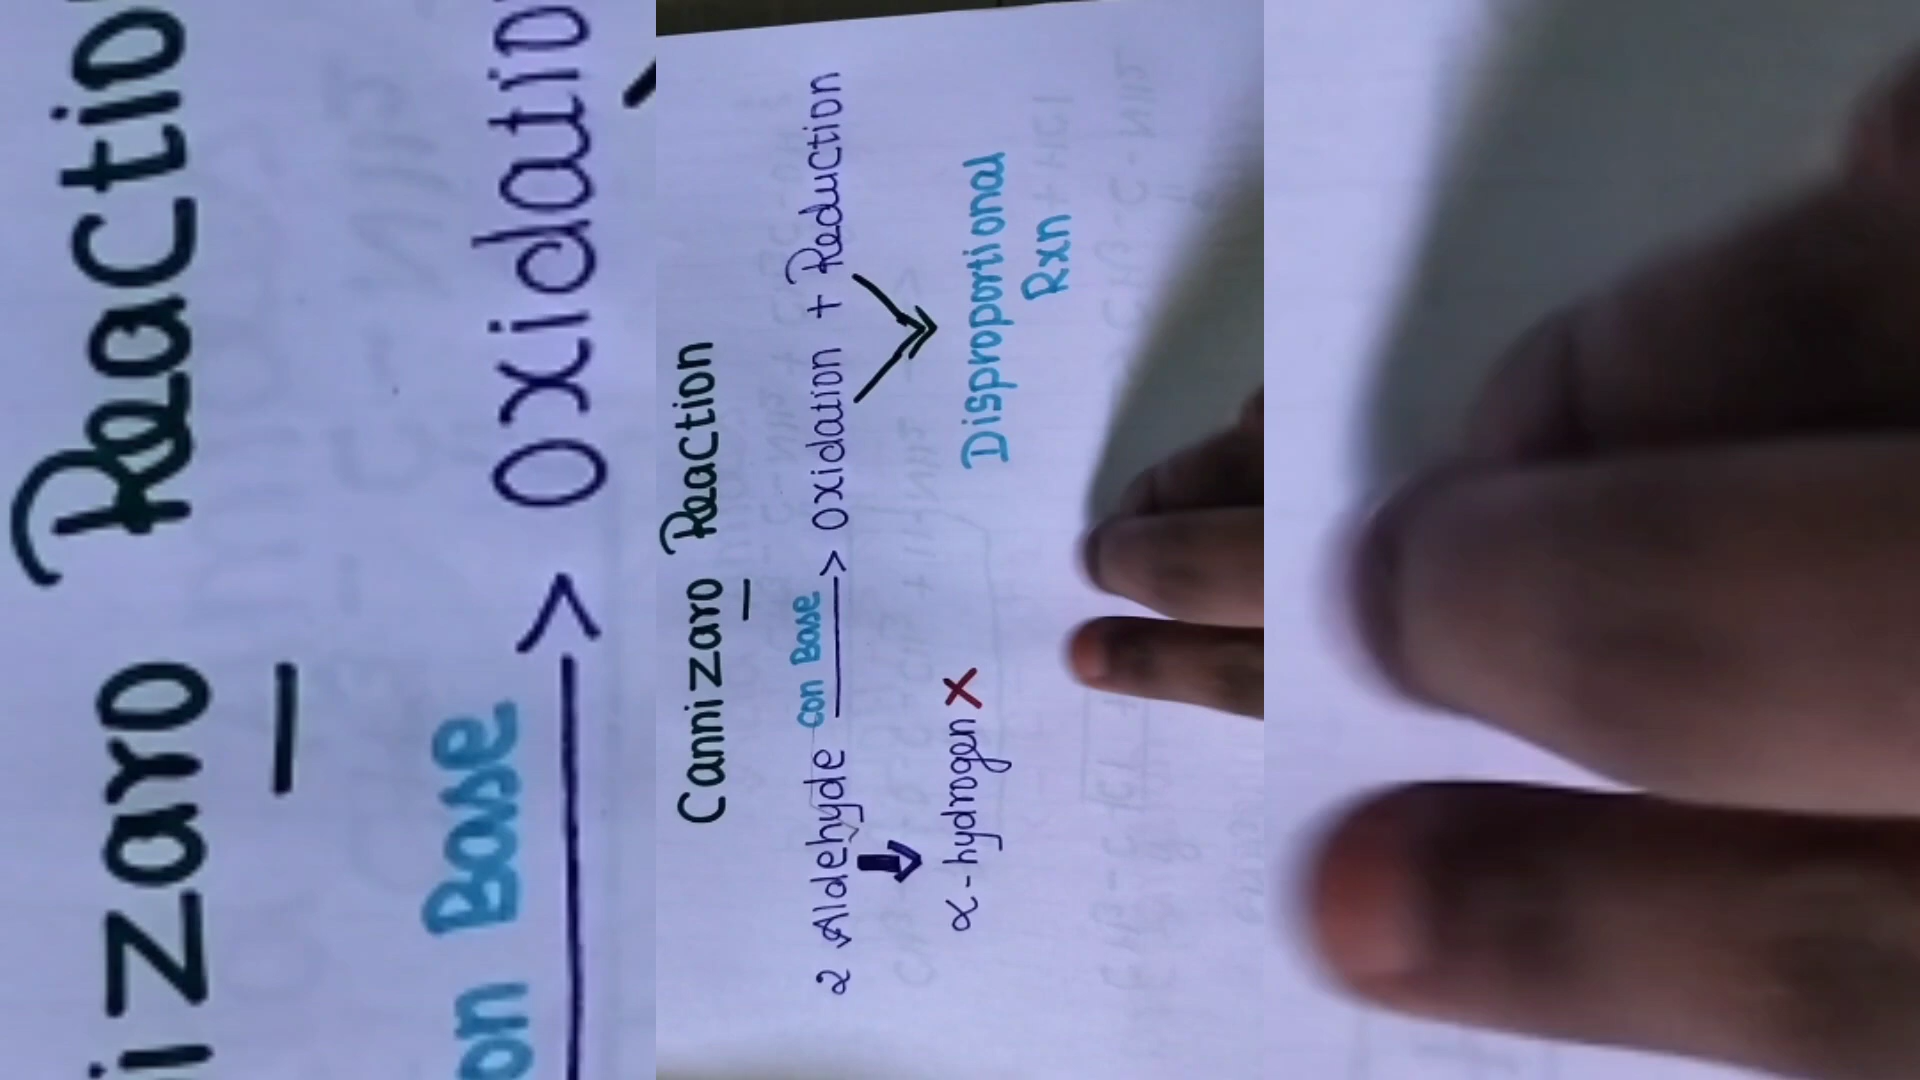 Cannizaro Reaction
2 Aldehyde con Base > oxidation + Reduction
α-hydrogen X
Disproportional
Rxn